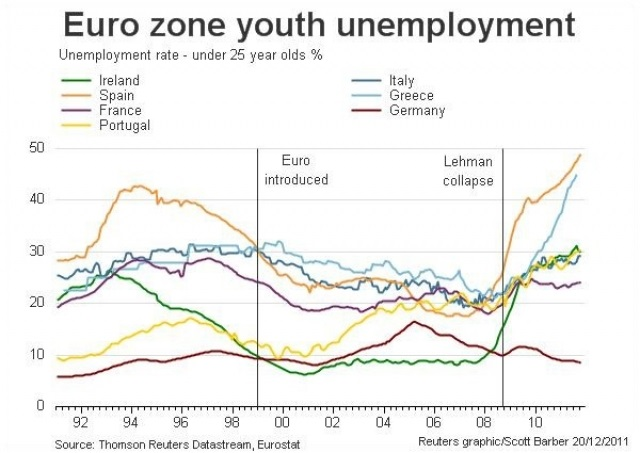 Euro zone youth unemployment
Unemployment rate - under 25 year olds %
Ireland
Spain
France
Portugal
Italy
Greece
Germany
50
40
30
20
10
0
Euro
introduced
Lehman
collapse
92 94 96 98 00 02 04 06 08 10
Source: Thomson Reuters Datastream, Eurostat
Reuters graphic/Scott Barber 20/12/2011